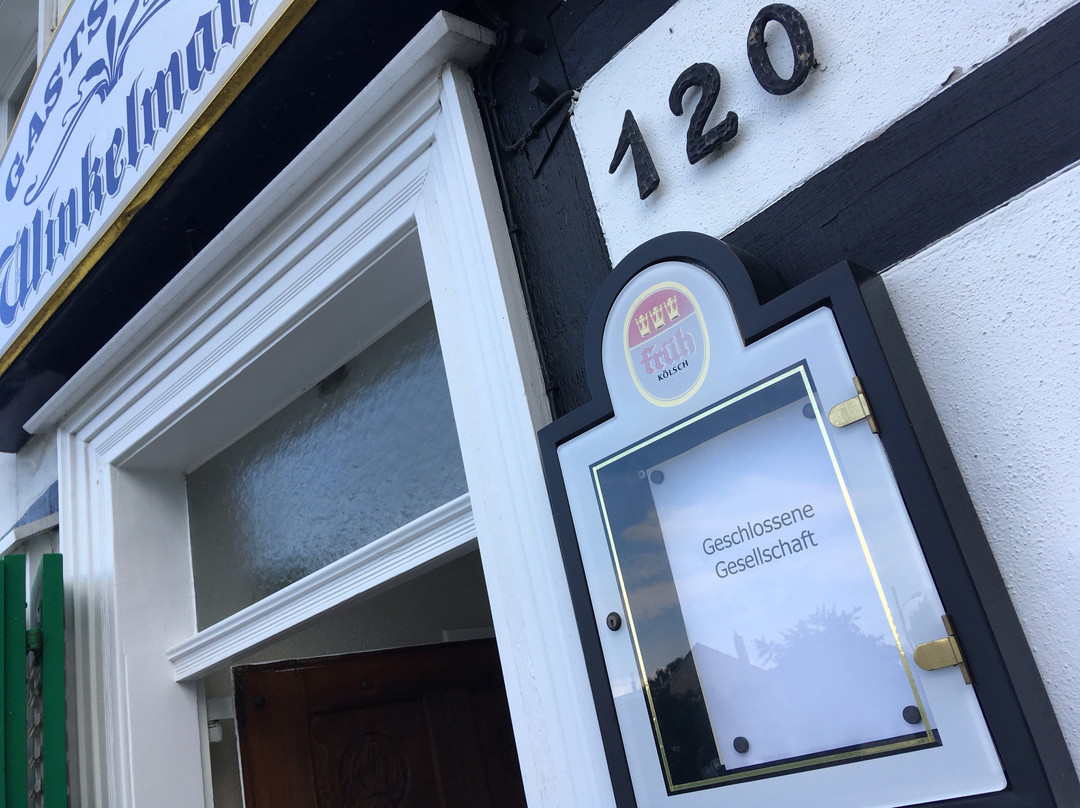 GASTS
Winkelman
120
Früh
KÖLSCH
Geschlossene
Gesellschaft